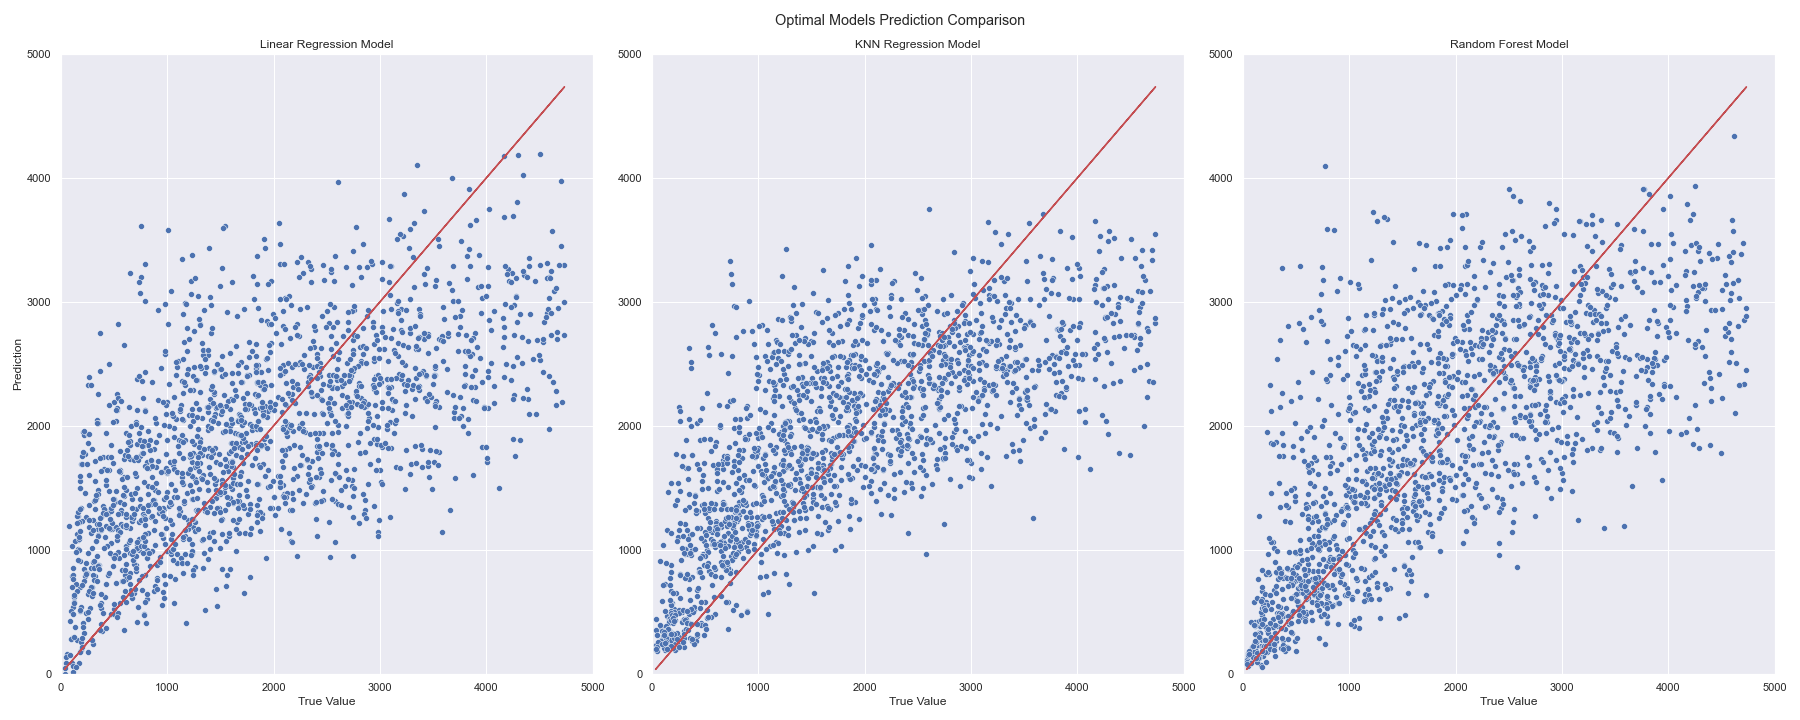 Optimal Models Prediction Comparison
Linear Regression Model
KNN Regression Model
Random Forest Model
5000
4000
3000
2000
1000
0
Prediction
0 1000 2000 3000 4000 5000
True Value
5000
4000
3000
2000
1000
0
0 1000 2000 3000 4000 5000
True Value
5000
4000
3000
2000
1000
0
0 1000 2000 3000 4000 5000
True Value